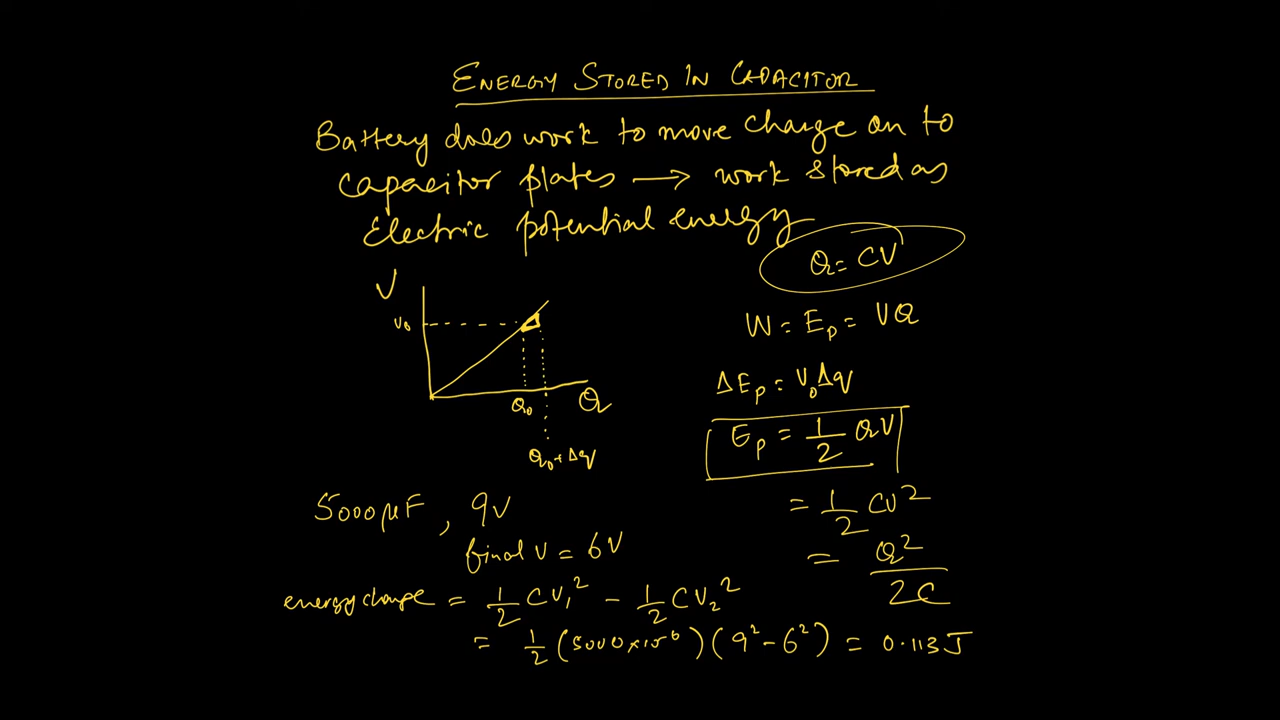 ENERGY STORED IN CAPACITOR
Battery does work to move charge on to
capacitor plates → work stored as
Electric potential energy
Q = CV
V
V₀
Q₀
Q
Q₀ + Δq
W = Eₚ = VQ
ΔEₚ = V₀Δq
Eₚ = 1/2 QV
= 1/2 CV²
= Q²/2C
5000μF, 9V
final V = 6V
energy change = 1/2 CV₁² - 1/2 CV₂²
= 1/2 (5000×10⁻⁶)(9² - 6²) = 0.113 J